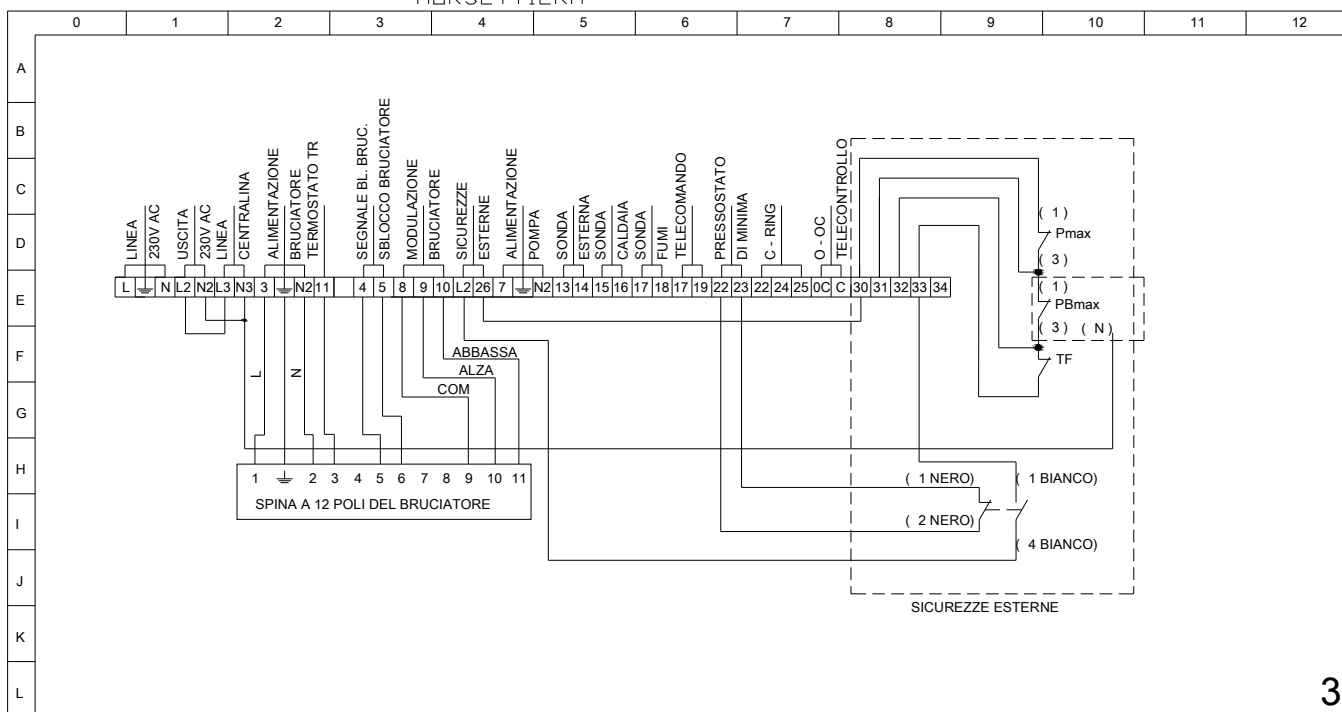 0 1 2 3 4 5 6 7 8 9 10 11 12
A
B
C
D
E
F
G
H
I
J
K
L
LINEA
230V AC
USCITA
230V AC
LINEA
CENTRALINA
ALIMENTAZIONE
BRUCIATORE
TERMOSTATO TR
SEGNALE BL. BRUC.
SBLOCCO BRUCIATORE
MODULAZIONE
BRUCIATORE
SICUREZZE
ESTERNE
ALIMENTAZIONE
POMPA
SONDA
ESTERNA
SONDA
CALDAIA
SONDA
FUMI
TELECOMANDO
PRESSOSTATO
DI MINIMA
C - RING
O - OC
TELECONTROLLO
L N L2 N2 L3 N3 3 N2 11 4 5 8 9 10 L2 26 7 N2 13 14 15 16 17 18 17 19 22 23 22 24 25 0C C 30 31 32 33 34
( 1 )
Pmax
( 3 )
( 1 )
PBmax
( 3 ) ( N )
TF
L
N
ABBASSA
ALZA
COM
1 2 3 4 5 6 7 8 9 10 11
SPINA A 12 POLI DEL BRUCIATORE
( 1 NERO)
( 1 BIANCO)
( 2 NERO)
( 4 BIANCO)
SICUREZZE ESTERNE
3